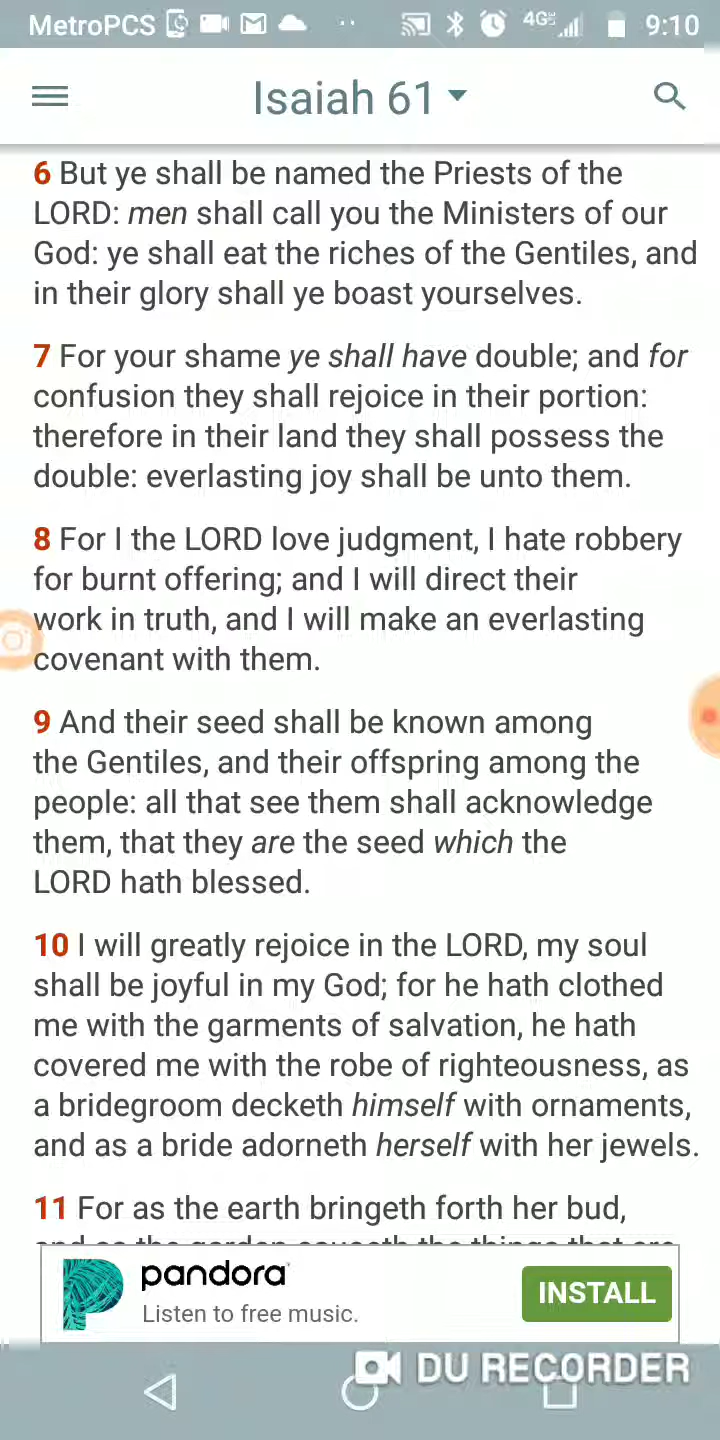 MetroPCS 4G 9:10
Isaiah 61
6 But ye shall be named the Priests of the
LORD: men shall call you the Ministers of our
God: ye shall eat the riches of the Gentiles, and
in their glory shall ye boast yourselves.
7 For your shame ye shall have double; and for
confusion they shall rejoice in their portion:
therefore in their land they shall possess the
double: everlasting joy shall be unto them.
8 For I the LORD love judgment, I hate robbery
for burnt offering; and I will direct their
work in truth, and I will make an everlasting
covenant with them.
9 And their seed shall be known among
the Gentiles, and their offspring among the
people: all that see them shall acknowledge
them, that they are the seed which the
LORD hath blessed.
10 I will greatly rejoice in the LORD, my soul
shall be joyful in my God; for he hath clothed
me with the garments of salvation, he hath
covered me with the robe of righteousness, as
a bridegroom decketh himself with ornaments,
and as a bride adorneth herself with her jewels.
11 For as the earth bringeth forth her bud,
pandora
Listen to free music.
INSTALL
DU RECORDER